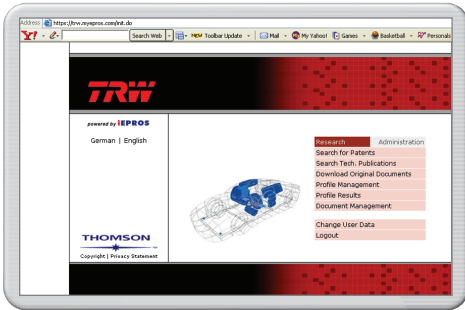 Address https://trw.myepros.com/init.do
Y! Search Web NEW Toolbar Update Mail My Yahoo! Games Basketball Personals
TRW
powered by iEPROS
German | English
Research Administration
Search for Patents
Search Tech. Publications
Download Original Documents
Profile Management
Profile Results
Document Management
Change User Data
Logout
THOMSON
Copyright | Privacy Statement